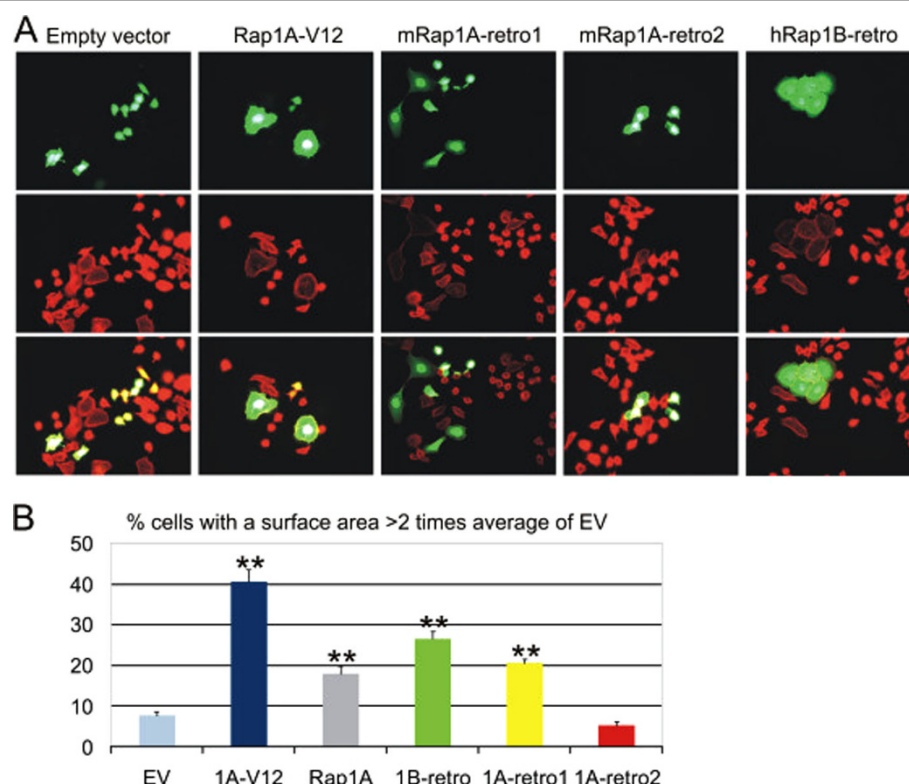 A
Empty vector Rap1A-V12 mRap1A-retro1 mRap1A-retro2 hRap1B-retro
B
% cells with a surface area >2 times average of EV
50
40
30
20
10
0
**
**
**
**
EV 1A-V12 Rap1A 1B-retro 1A-retro1 1A-retro2